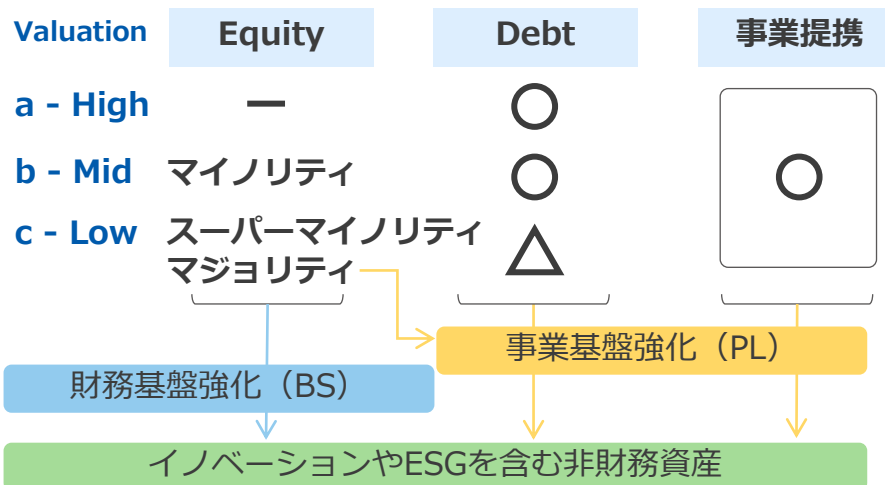 Valuation Equity Debt 事業提携
a - High ー ○
b - Mid マイノリティ ○ ○
c - Low スーパーマイノリティ △
マジョリティ
事業基盤強化（PL）
財務基盤強化（BS）
イノベーションやESGを含む非財務資産